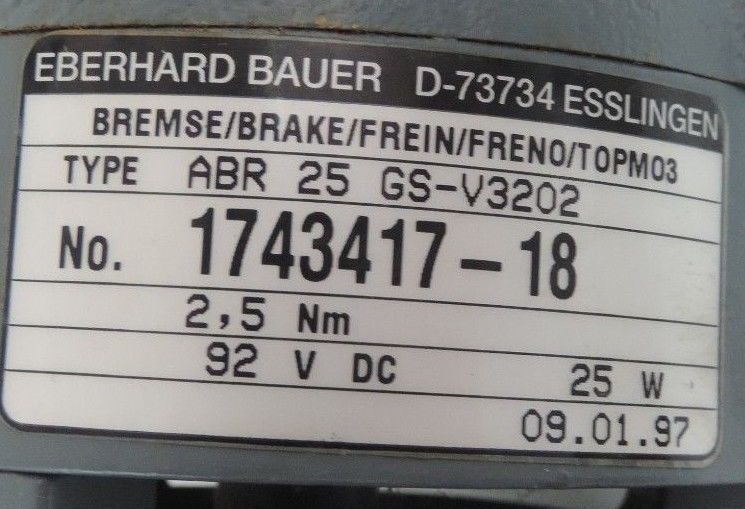 EBERHARD BAUER D-73734 ESSLINGEN
BREMSE/BRAKE/FREIN/FRENO/TOPMO3
TYPE ABR 25 GS-V3202
No. 1743417-18
2,5 Nm
92 V DC 25 W
09.01.97